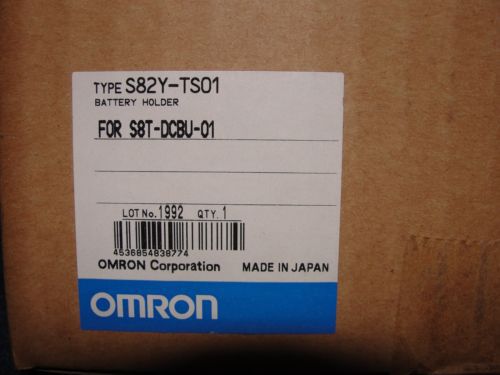 TYPE S82Y-TS01
BATTERY HOLDER
FOR S8T-DCBU-01
LOT No. 1992 QTY. 1
4536854838774
OMRON Corporation MADE IN JAPAN
OMRON